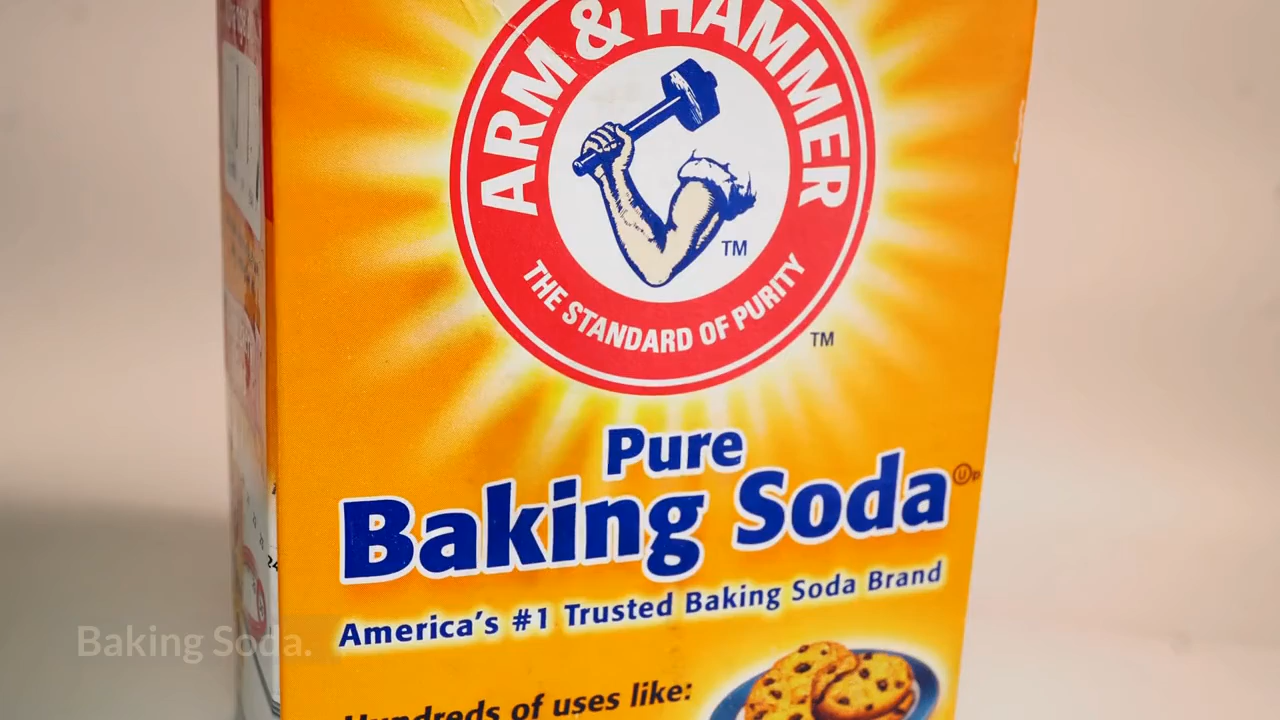 ARM & HAMMER
TM
THE STANDARD OF PURITY
TM
Pure
Baking Soda
U P
America's #1 Trusted Baking Soda Brand
Baking Soda.
Hundreds of uses like: